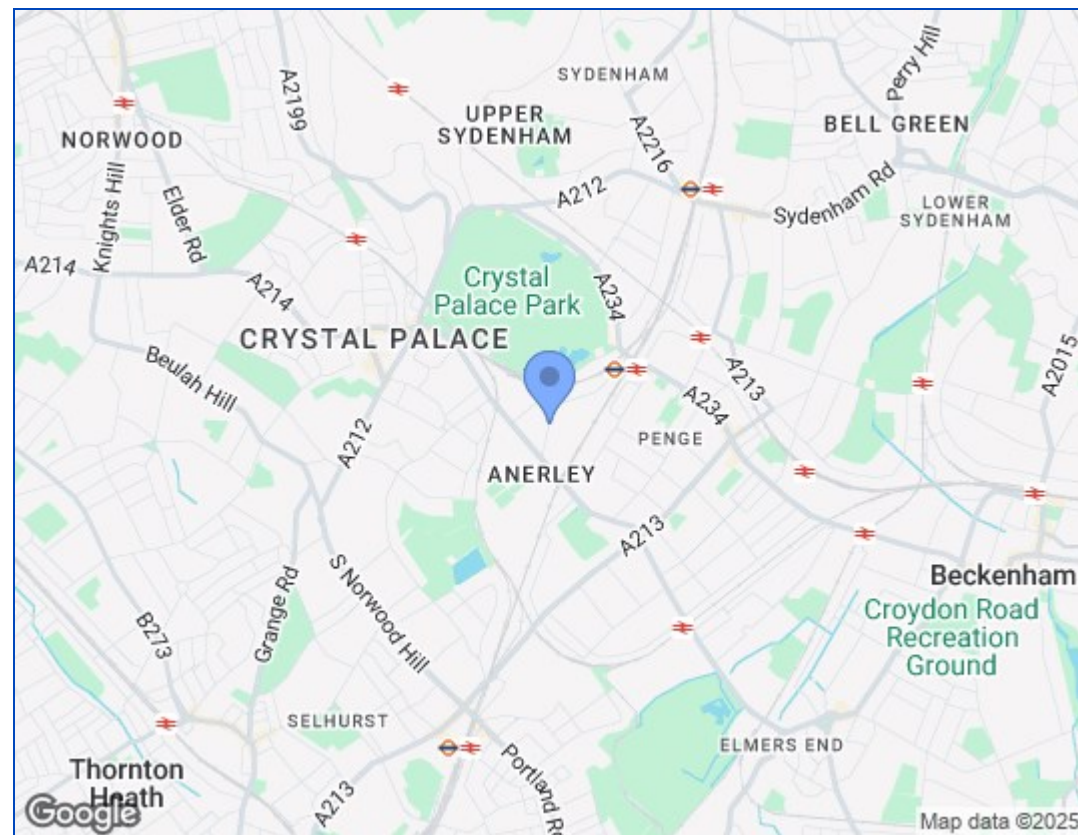 SYDENHAM
Perry Hill
A2199
UPPER
SYDENHAM
A2216
BELL GREEN
NORWOOD
Knights Hill
Elder Rd
A212
Sydenham Rd
LOWER
SYDENHAM
A214
A214
Crystal
Palace Park
A234
CRYSTAL PALACE
Beulah Hill
A213
A2015
A234
A212
PENGE
ANERLEY
A213
S Norwood Hill
Grange Rd
B273
Beckenham
Croydon Road
Recreation
Ground
SELHURST
ELMERS END
Portland Rd
Thornton
Heath
A213
Google
Map data ©2025